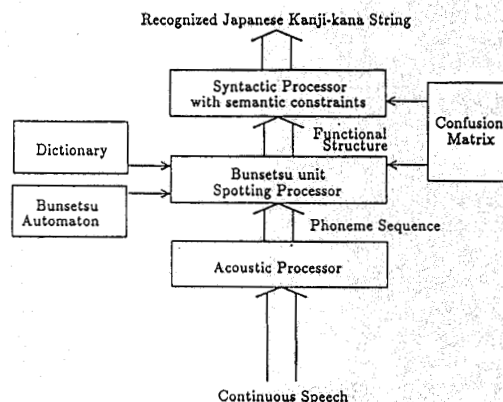 Recognized Japanese Kanji-kana String
Syntactic Processor
with semantic constraints
Confusion
Matrix
Functional
Structure
Dictionary
Bunsetsu unit
Spotting Processor
Bunsetsu
Automaton
Phoneme Sequence
Acoustic Processor
Continuous Speech